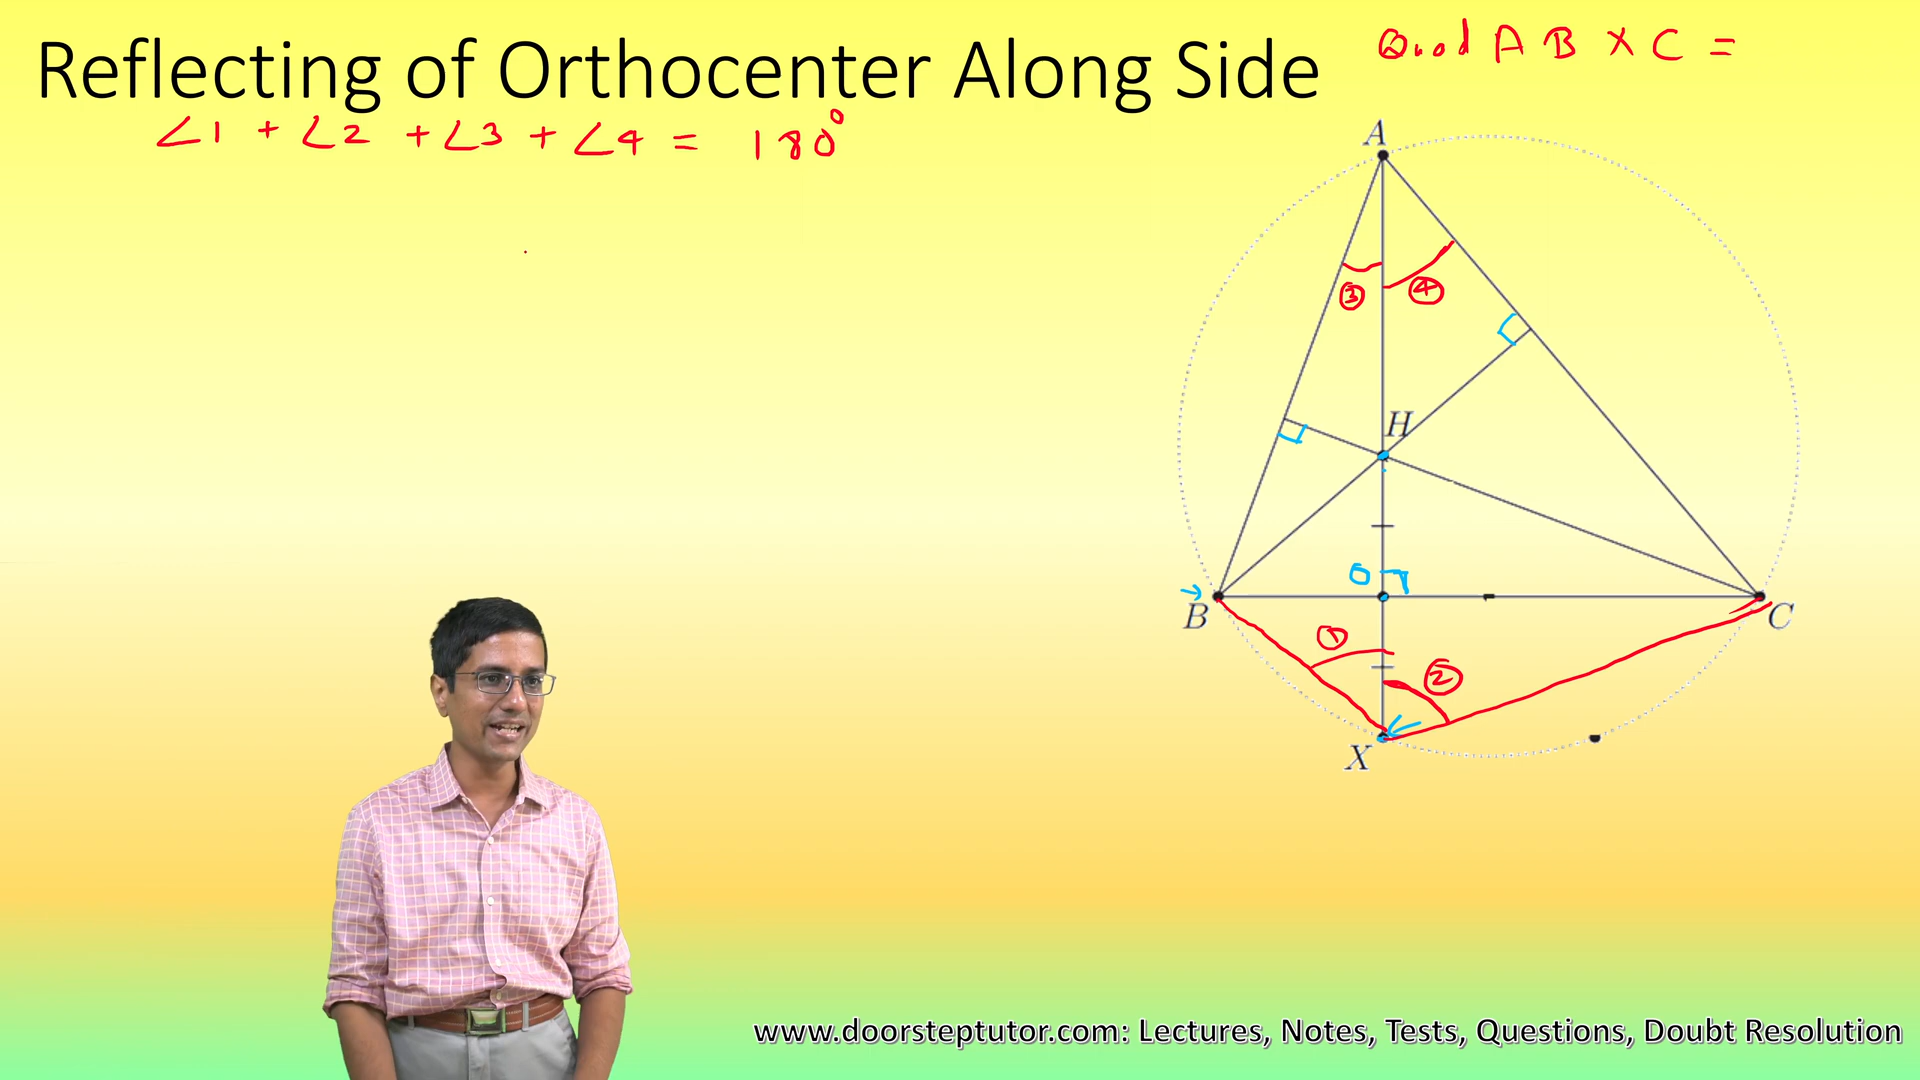 Reflecting of Orthocenter Along Side
Quad A B X C =
∠1 + ∠2 + ∠3 + ∠4 = 180°
A
3
4
H
O
B
C
1
2
X
www.doorsteptutor.com: Lectures, Notes, Tests, Questions, Doubt Resolution